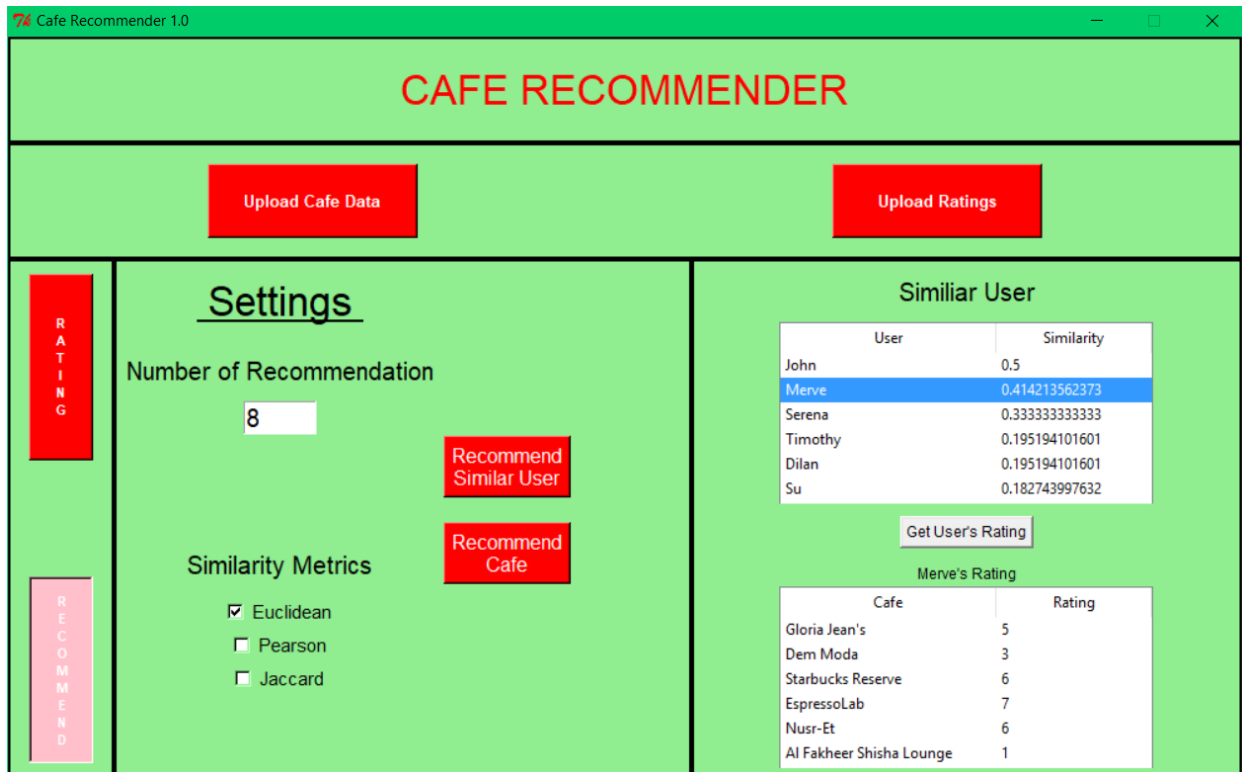 Cafe Recommender 1.0
CAFE RECOMMENDER
Upload Cafe Data
Upload Ratings
RATING
RECOMMEND
Settings
Number of Recommendation
8
Recommend
Similar User
Recommend
Cafe
Similarity Metrics
Euclidean
Pearson
Jaccard
Similiar User
User Similarity
John 0.5
Merve 0.414213562373
Serena 0.333333333333
Timothy 0.195194101601
Dilan 0.195194101601
Su 0.182743997632
Get User's Rating
Merve's Rating
Cafe Rating
Gloria Jean's 5
Dem Moda 3
Starbucks Reserve 6
EspressoLab 7
Nusr-Et 6
Al Fakheer Shisha Lounge 1